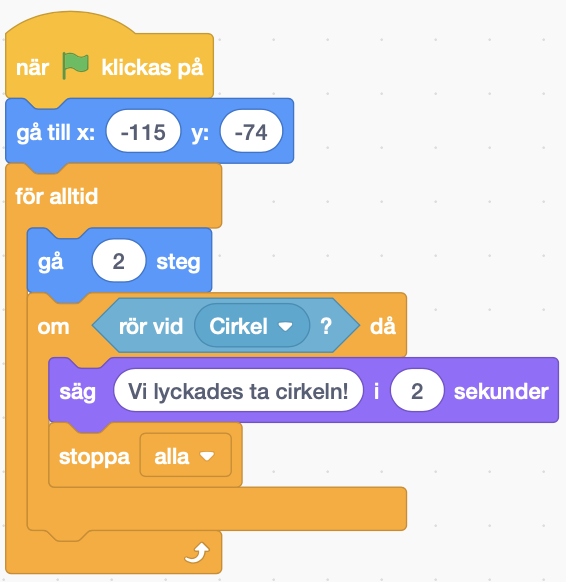 när klickas på
gå till x: -115 y: -74
för alltid
gå 2 steg
om rör vid Cirkel ? då
säg Vi lyckades ta cirkeln! i 2 sekunder
stoppa alla